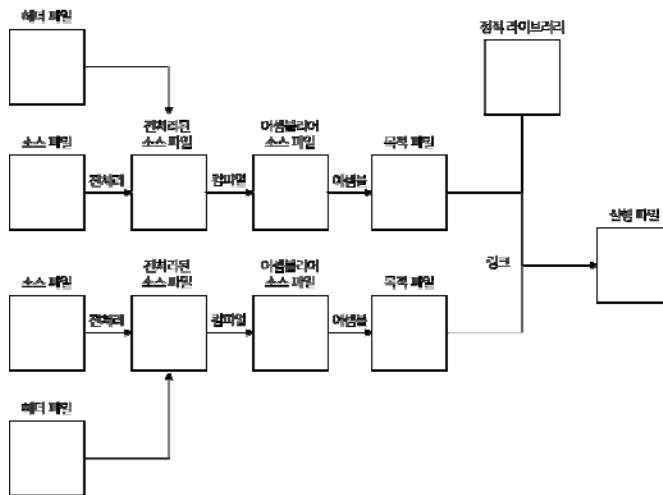 헤더 파일
정적 라이브러리
소스 파일
전처리된
소스 파일
어셈블리어
소스 파일
목적 파일
전처리
컴파일
어셈블
실행 파일
링크
소스 파일
전처리된
소스 파일
어셈블리어
소스 파일
목적 파일
전처리
컴파일
어셈블
헤더 파일